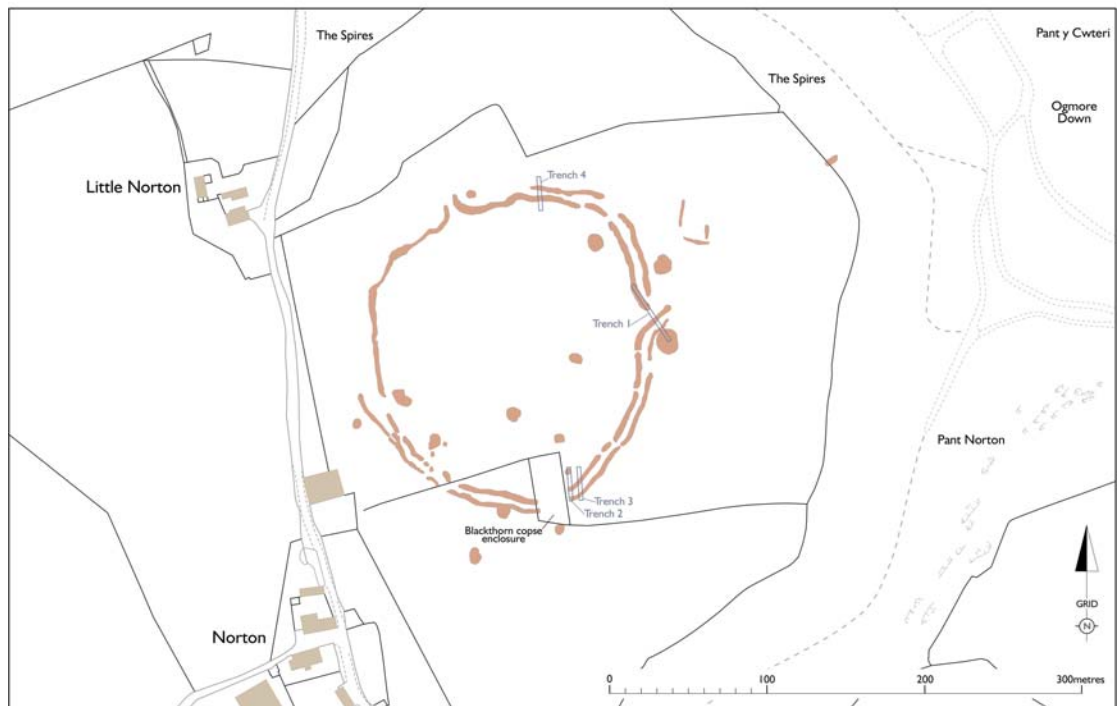 The Spires
Pant y Cwteri
The Spires
Ogmore
Down
Little Norton
Trench 4
Trench 1
Pant Norton
Trench 3
Trench 2
Blackthorn copse
enclosure
GRID
N
Norton
0
100
200
300metres